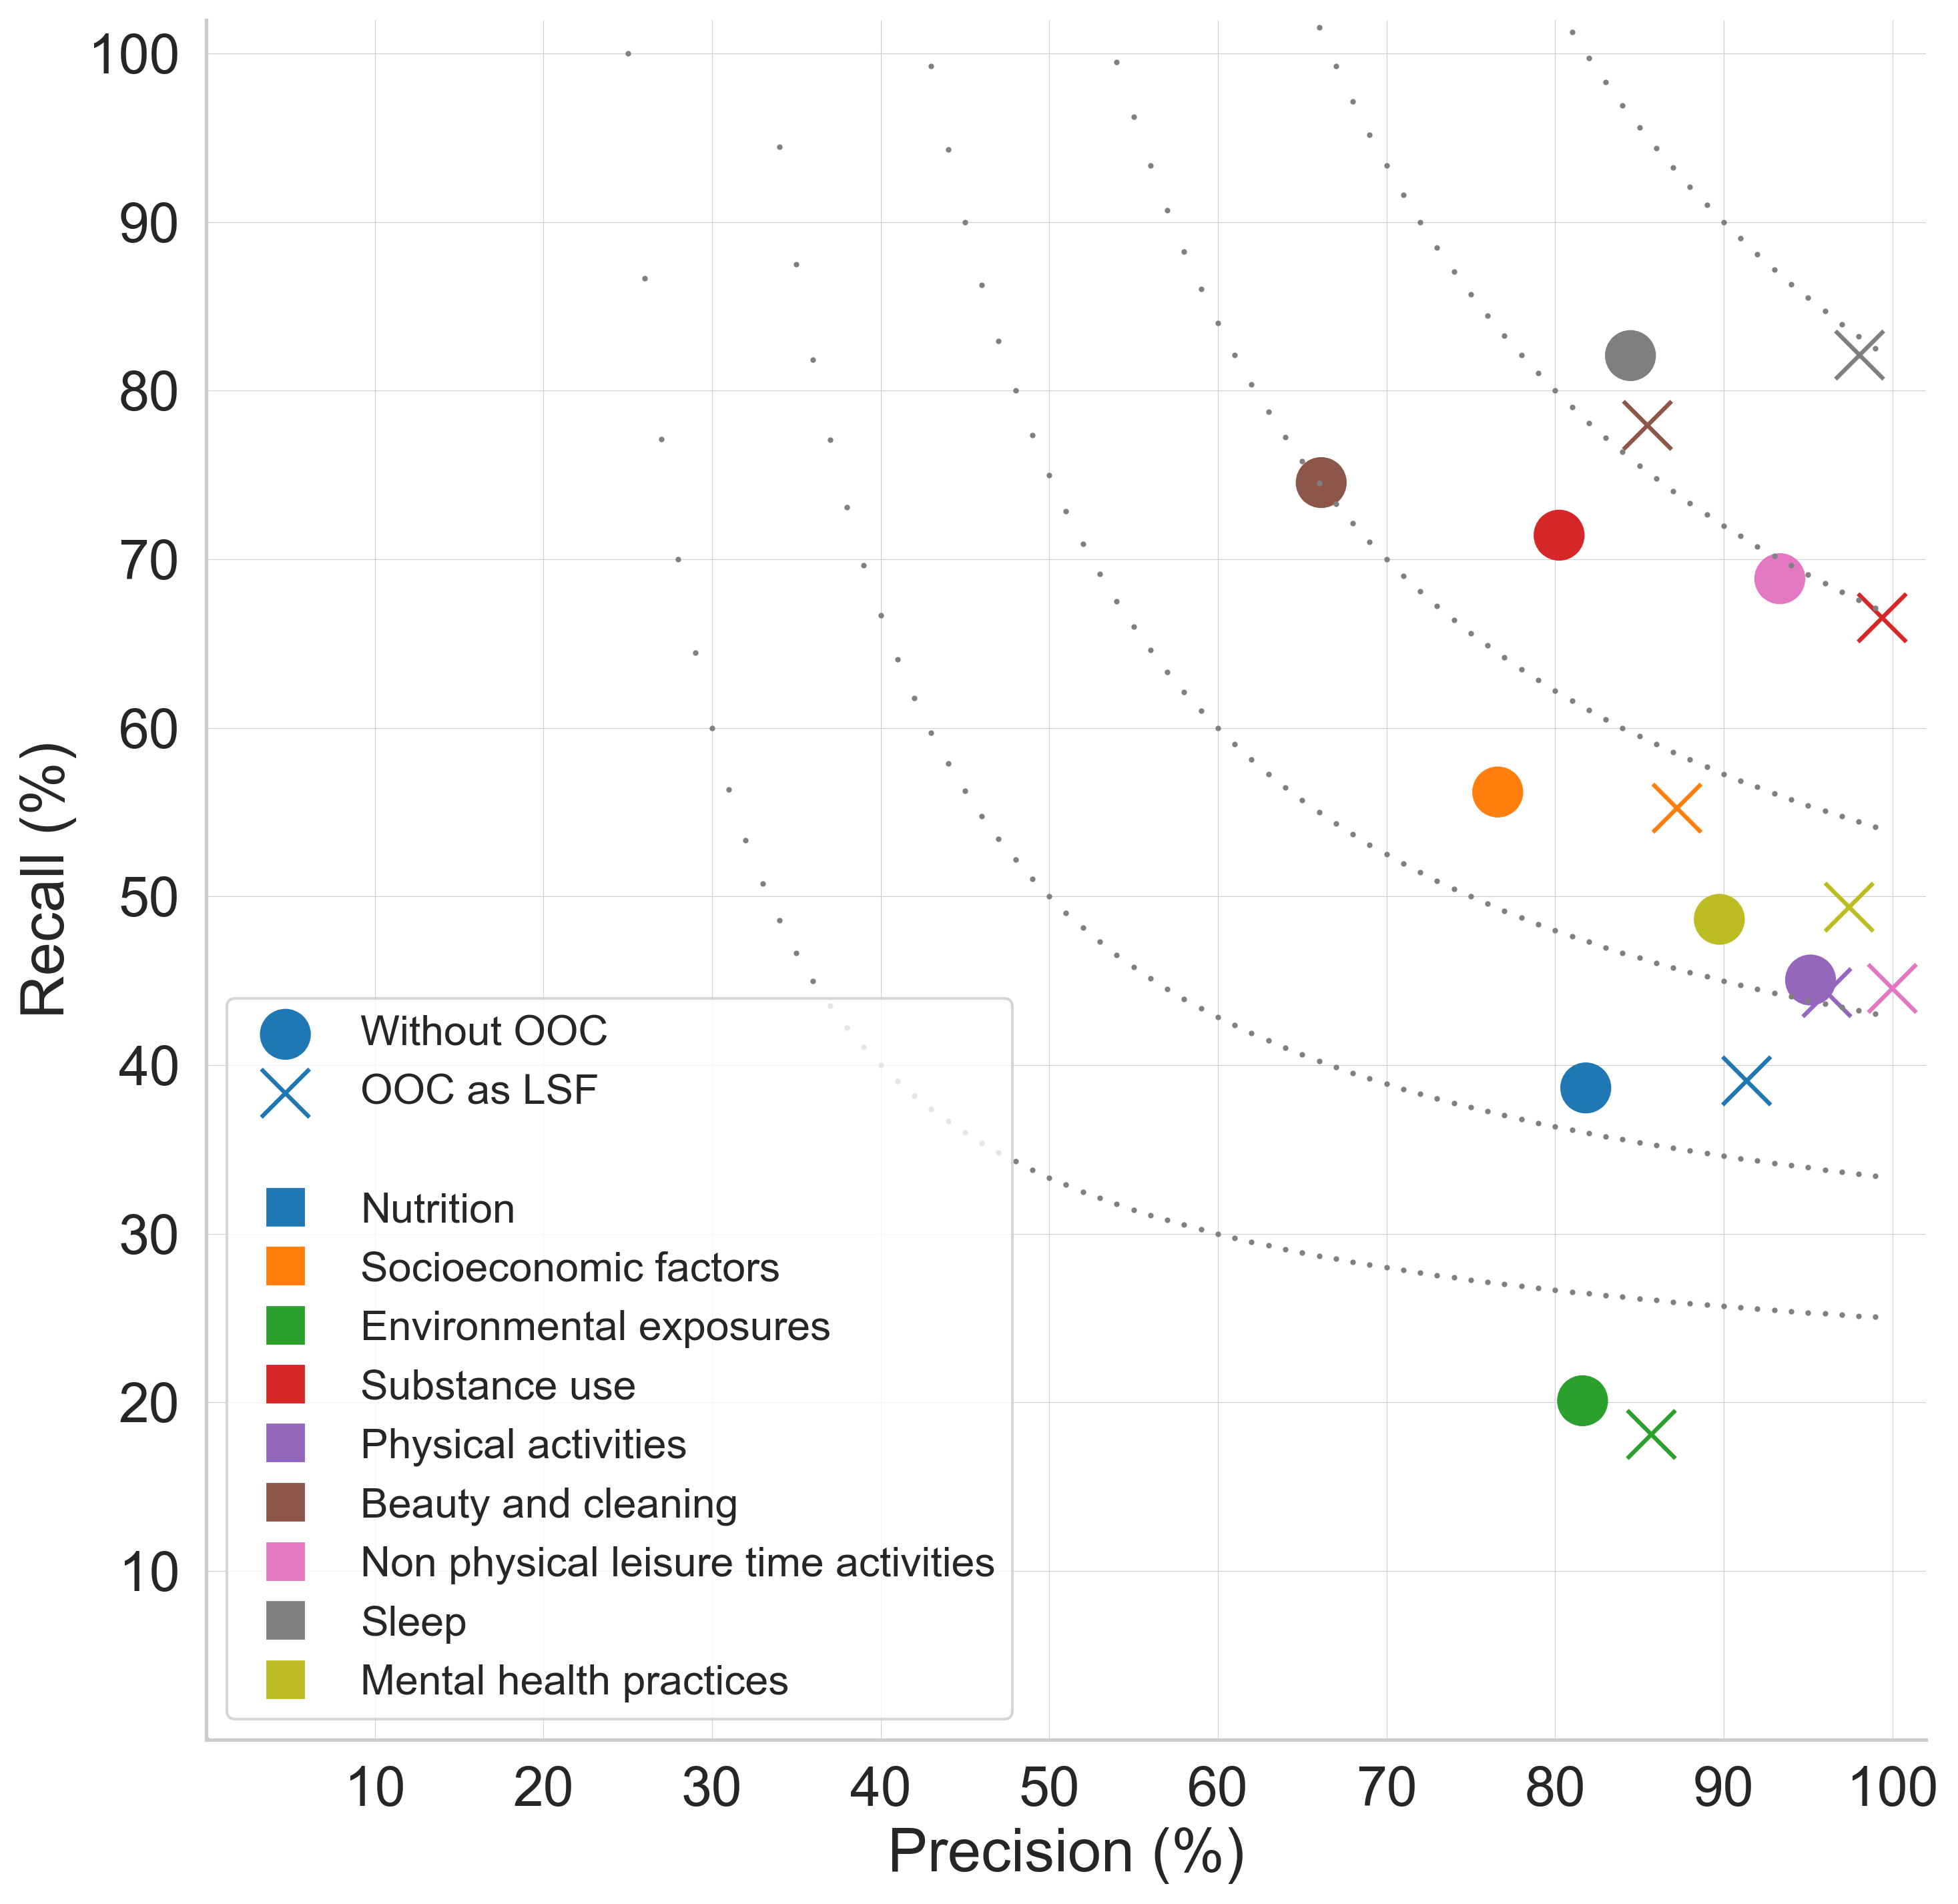 100
90
80
70
60
50
40
30
20
10
Recall (%)
Without OOC
OOC as LSF
Nutrition
Socioeconomic factors
Environmental exposures
Substance use
Physical activities
Beauty and cleaning
Non physical leisure time activities
Sleep
Mental health practices
10 20 30 40 50 60 70 80 90 100
Precision (%)